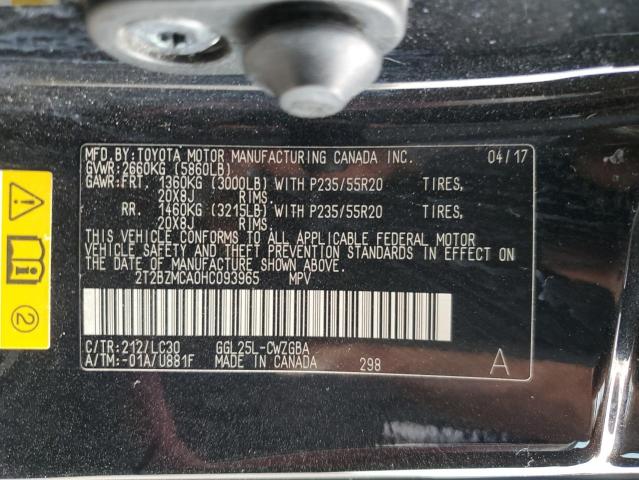 MFD.BY:TOYOTA MOTOR MANUFACTURING CANADA INC. 04/17
GVWR:2660KG (5860LB)
GAWR:FRT. 1360KG (3000LB) WITH P235/55R20 TIRES,
20X8J RIMS.
RR. 1460KG (3215LB) WITH P235/55R20 TIRES,
20X8J RIMS.
THIS VEHICLE CONFORMS TO ALL APPLICABLE FEDERAL MOTOR
VEHICLE SAFETY AND THEFT PREVENTION STANDARDS IN EFFECT ON
THE DATE OF MANUFACTURE SHOWN ABOVE.
2T2BZMCA0HC093965 MPV
C/TR:212/LC30 GGL25L-CWZGBA
A/TM:-01A/U881F MADE IN CANADA 298 A
2